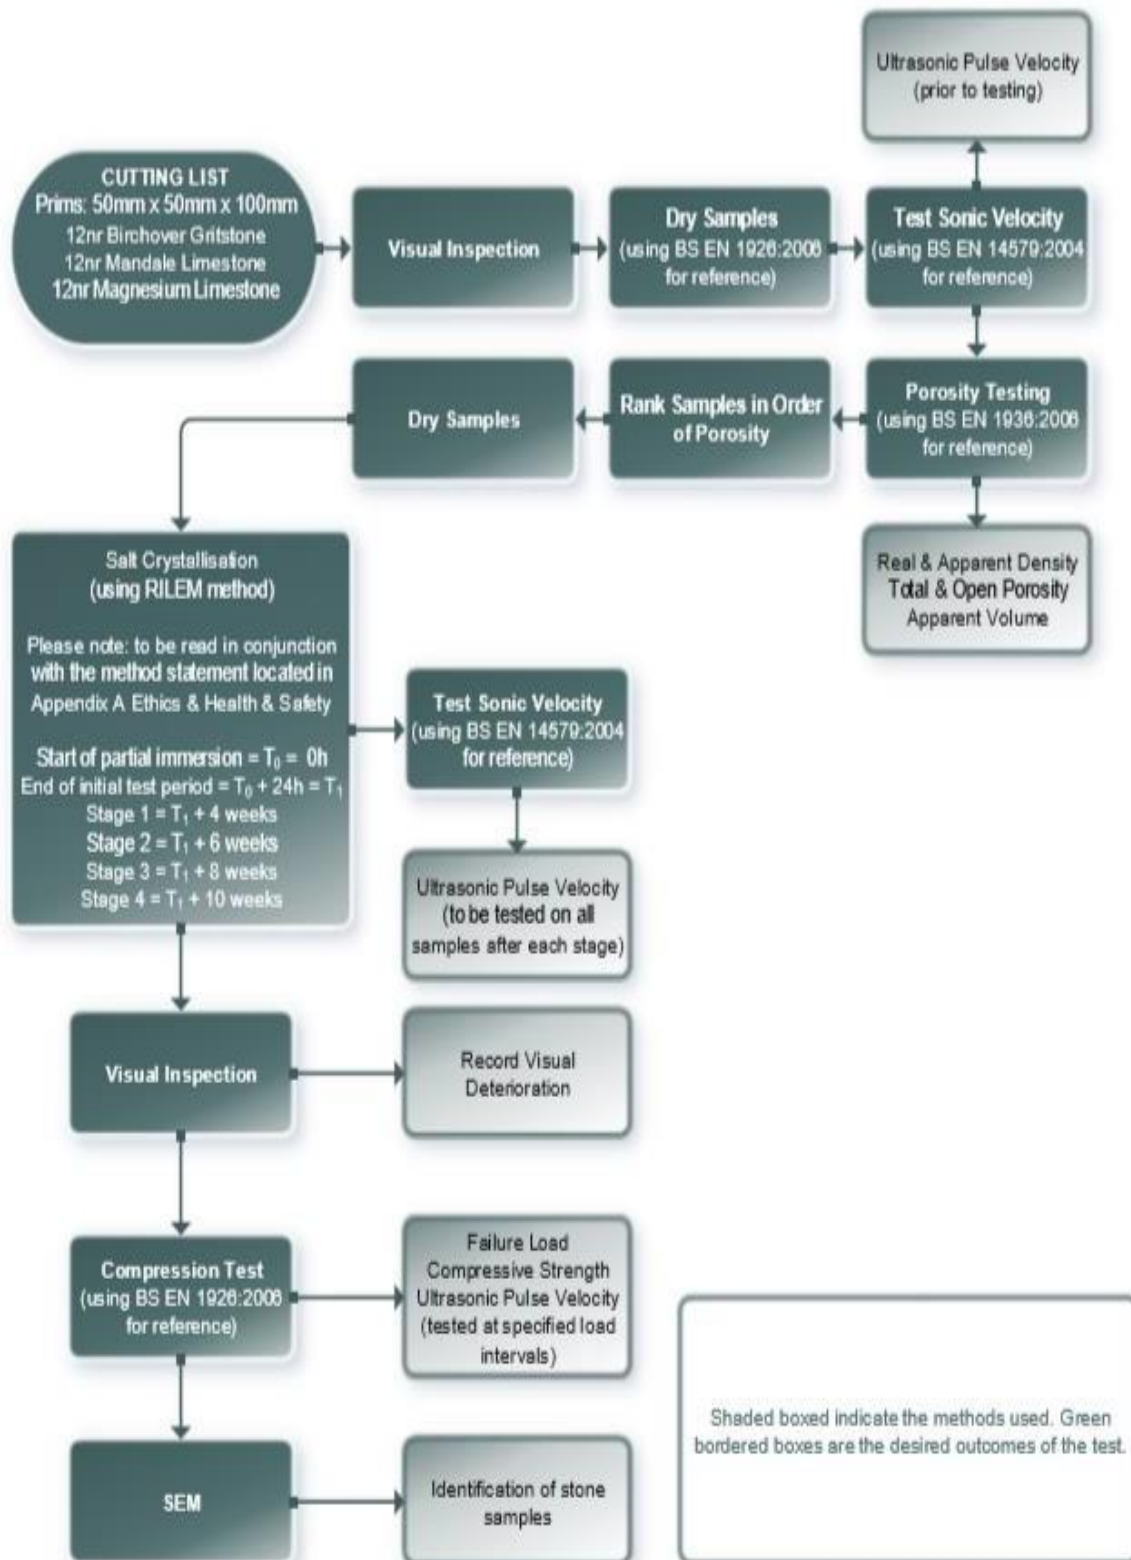 Ultrasonic Pulse Velocity
(prior to testing)
CUTTING LIST
Prims: 50mm x 50mm x 100mm
12nr Birchover Gritstone
12nr Mandale Limestone
12nr Magnesium Limestone
Visual Inspection
Dry Samples
(using BS EN 1926:2006
for reference)
Test Sonic Velocity
(using BS EN 14579:2004
for reference)
Porosity Testing
(using BS EN 1936:2006
for reference)
Rank Samples in Order
of Porosity
Dry Samples
Real & Apparent Density
Total & Open Porosity
Apparent Volume
Salt Crystallisation
(using RILEM method)
Please note: to be read in conjunction
with the method statement located in
Appendix A Ethics & Health & Safety
Start of partial immersion = T₀ = 0h
End of initial test period = T₀ + 24h = T₁
Stage 1 = T₁ + 4 weeks
Stage 2 = T₁ + 6 weeks
Stage 3 = T₁ + 8 weeks
Stage 4 = T₁ + 10 weeks
Test Sonic Velocity
(using BS EN 14579:2004
for reference)
Ultrasonic Pulse Velocity
(to be tested on all
samples after each stage)
Visual Inspection
Record Visual
Deterioration
Compression Test
(using BS EN 1926:2006
for reference)
Failure Load
Compressive Strength
Ultrasonic Pulse Velocity
(tested at specified load
intervals)
SEM
Identification of stone
samples
Shaded boxed indicate the methods used. Green
bordered boxes are the desired outcomes of the test.